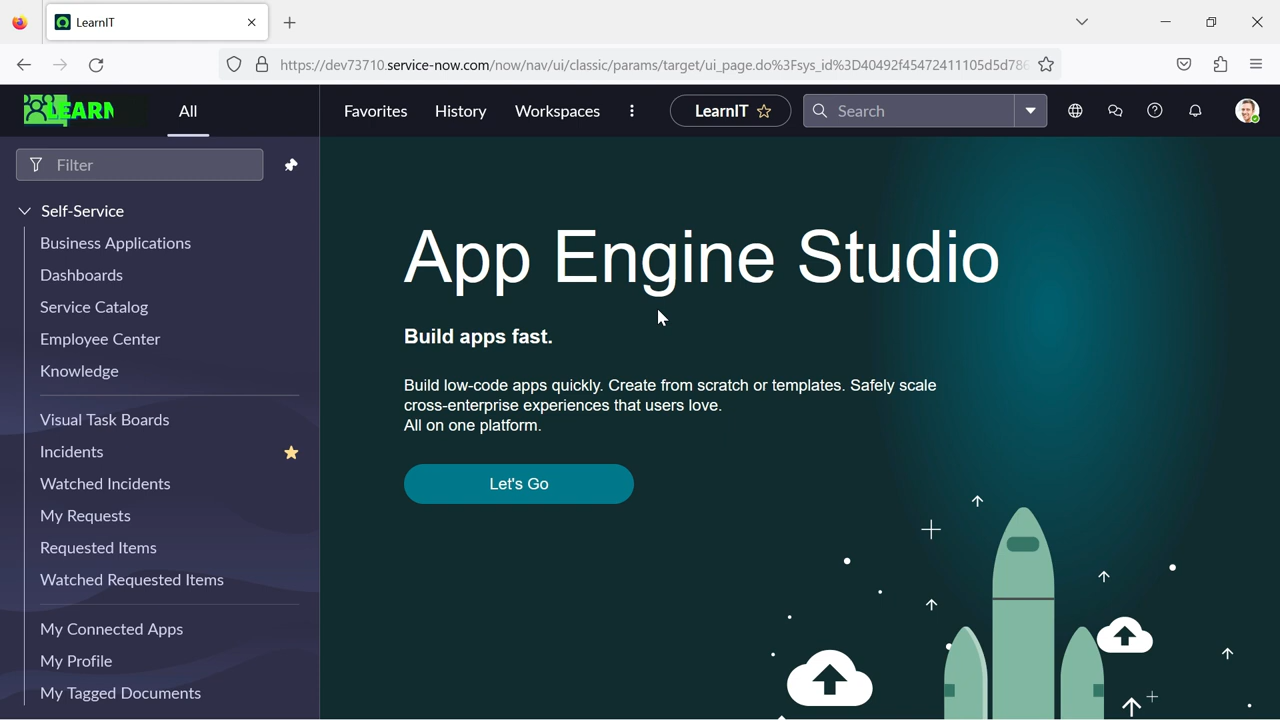 LearnIT
https://dev73710.service-now.com/now/nav/ui/classic/params/target/ui_page.do%3Fsys_id%3D40492f45472411105d5d786
LEARN
All
Favorites
History
Workspaces
LearnIT
Search
Filter
Self-Service
Business Applications
Dashboards
Service Catalog
Employee Center
Knowledge
Visual Task Boards
Incidents
Watched Incidents
My Requests
Requested Items
Watched Requested Items
My Connected Apps
My Profile
My Tagged Documents
App Engine Studio
Build apps fast.
Build low-code apps quickly. Create from scratch or templates. Safely scale
cross-enterprise experiences that users love.
All on one platform.
Let's Go